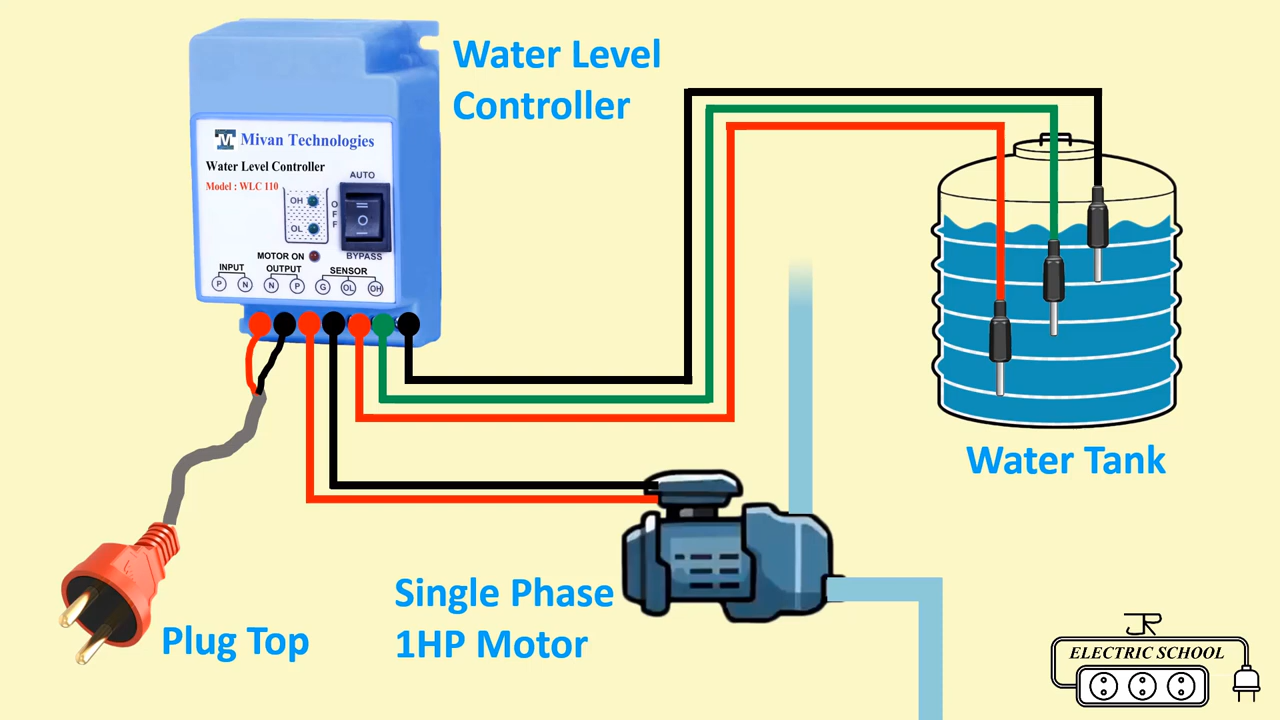 Water Level
Controller
M Mivan Technologies
Water Level Controller
Model : WLC 110
AUTO
OH
OFF
OL
BYPASS
MOTOR ON
INPUT
OUTPUT
SENSOR
P N N P G OL OH
Water Tank
Single Phase
1HP Motor
Plug Top
JR
ELECTRIC SCHOOL